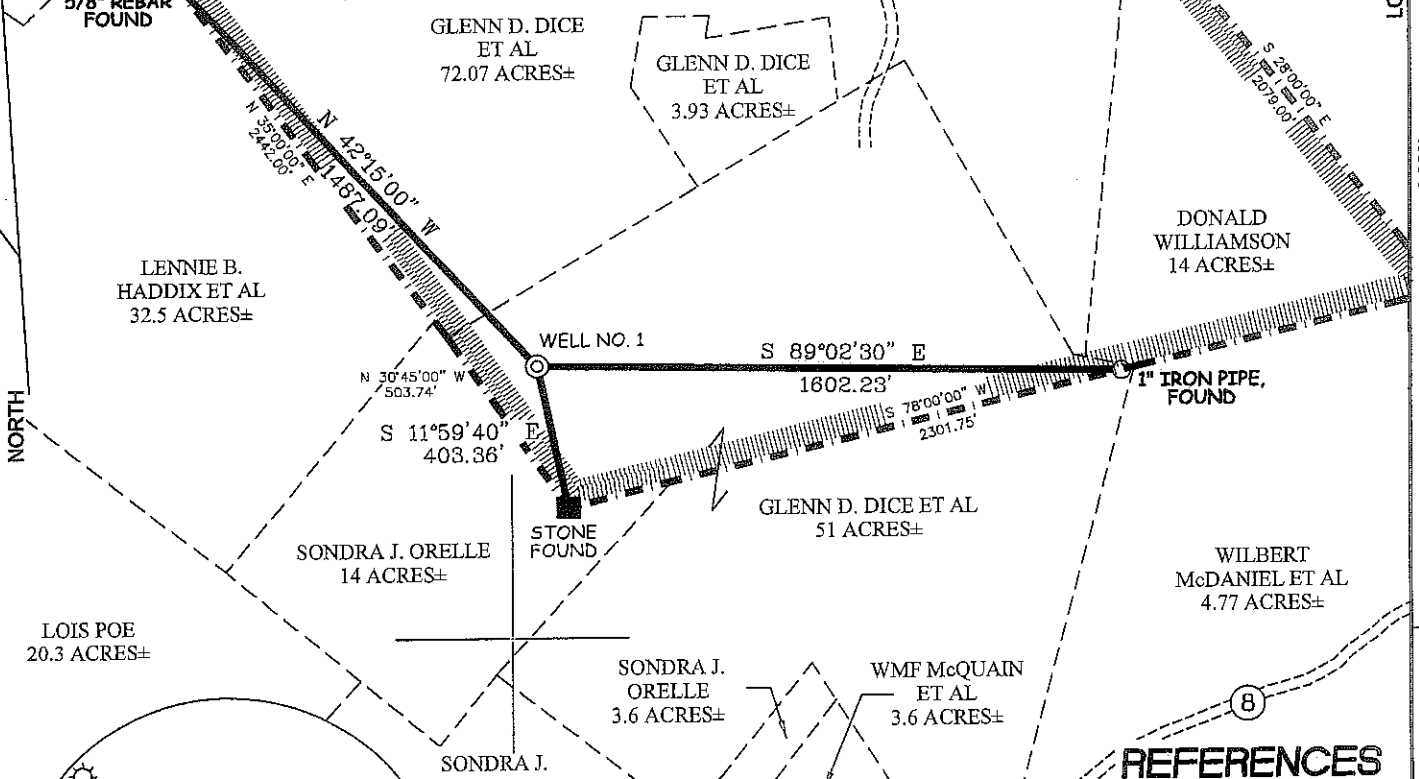 5/8" REBAR
FOUND
GLENN D. DICE
ET AL
72.07 ACRES±
GLENN D. DICE
ET AL
3.93 ACRES±
S 28°00'00" E
2079.00'
N 42°15'00" W
1487.09'
N 35°00'00" E
2442.00'
DONALD
WILLIAMSON
14 ACRES±
LENNIE B.
HADDIX ET AL
32.5 ACRES±
WELL NO. 1
S 89°02'30" E
1602.23'
1" IRON PIPE,
FOUND
N 30°45'00" W
503.74'
S 11°59'40" E
403.36'
S 78°00'00" W
2301.75'
NORTH
STONE
FOUND
GLENN D. DICE ET AL
51 ACRES±
SONDRA J. ORELLE
14 ACRES±
WILBERT
McDANIEL ET AL
4.77 ACRES±
LOIS POE
20.3 ACRES±
SONDRA J.
ORELLE
3.6 ACRES±
WMF McQUAIN
ET AL
3.6 ACRES±
8
SONDRA J.
REFERENCES